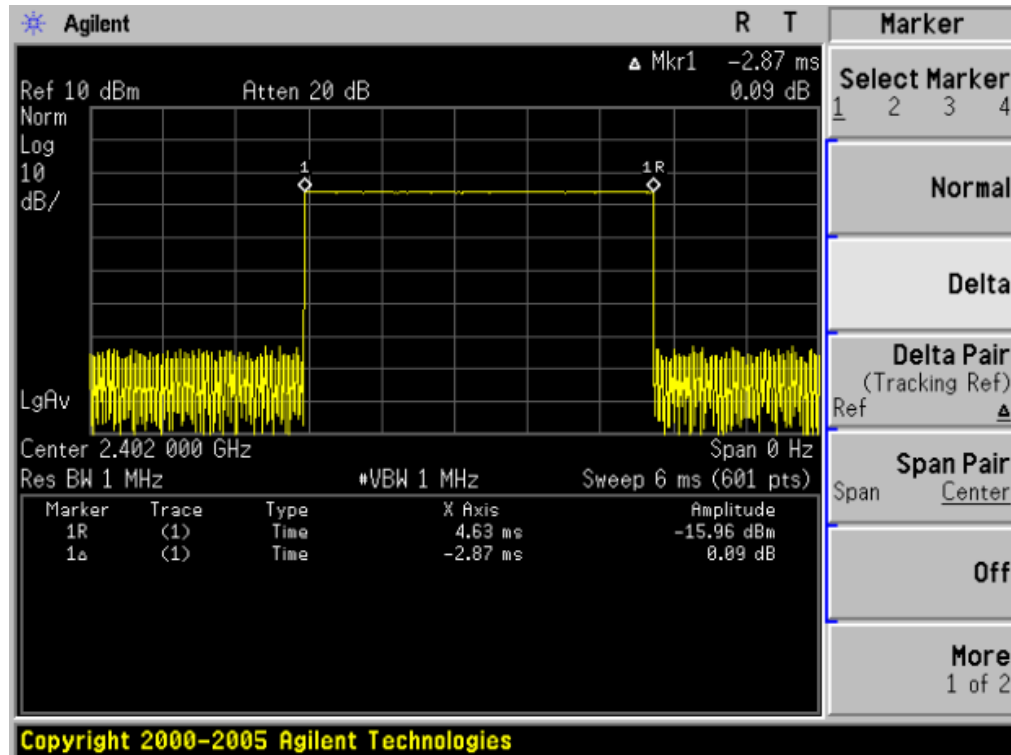 Agilent R T Marker
Δ Mkr1 -2.87 ms
Ref 10 dBm Atten 20 dB 0.09 dB
Norm
Log
10
dB/
1
1R
LgAv
Center 2.402 000 GHz Span 0 Hz
Res BW 1 MHz #VBW 1 MHz Sweep 6 ms (601 pts)
Marker Trace Type X Axis Amplitude
1R (1) Time 4.63 ms -15.96 dBm
1Δ (1) Time -2.87 ms 0.09 dB
Select Marker
1 2 3 4
Normal
Delta
Delta Pair
(Tracking Ref)
Ref Δ
Span Pair
Span Center
Off
More
1 of 2
Copyright 2000-2005 Agilent Technologies